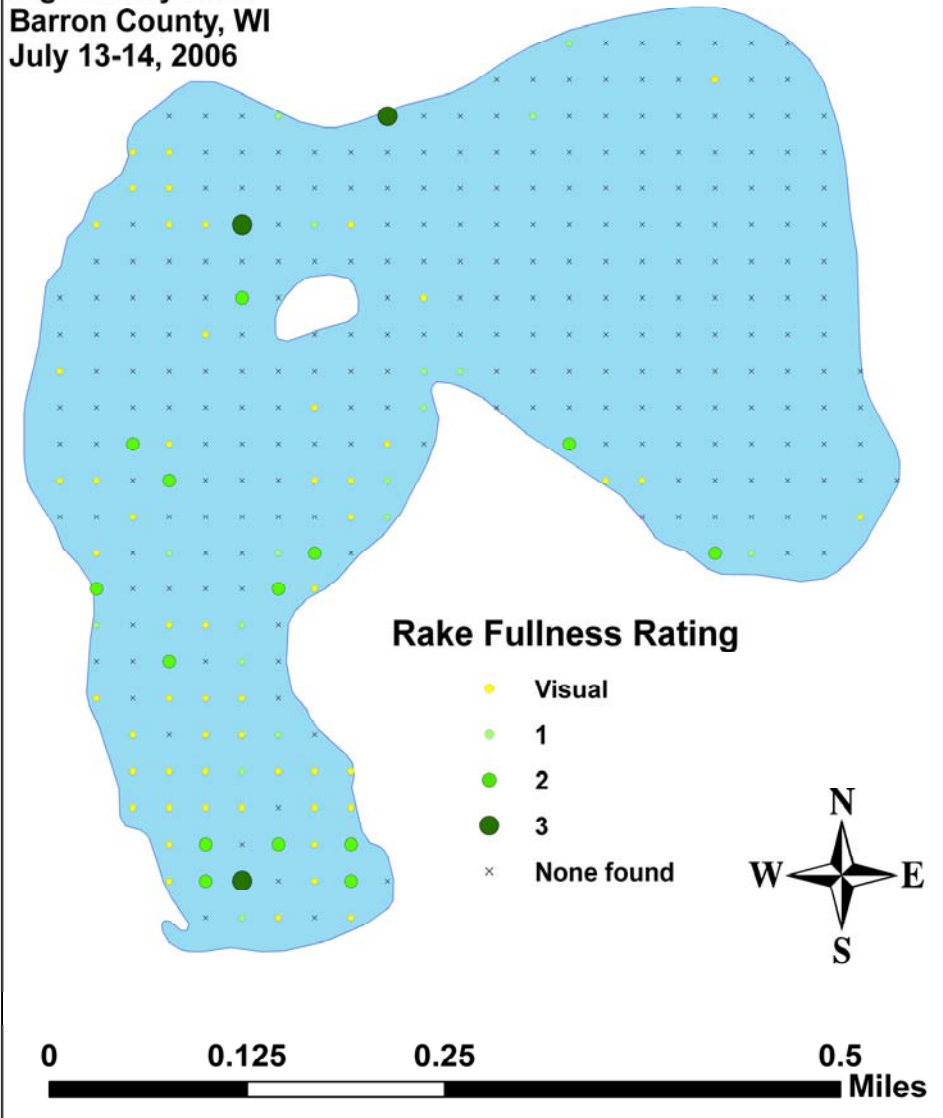 Barron County, WI
July 13-14, 2006
Rake Fullness Rating
Visual
1
2
3
None found
N
W E
S
0 0.125 0.25 0.5
Miles